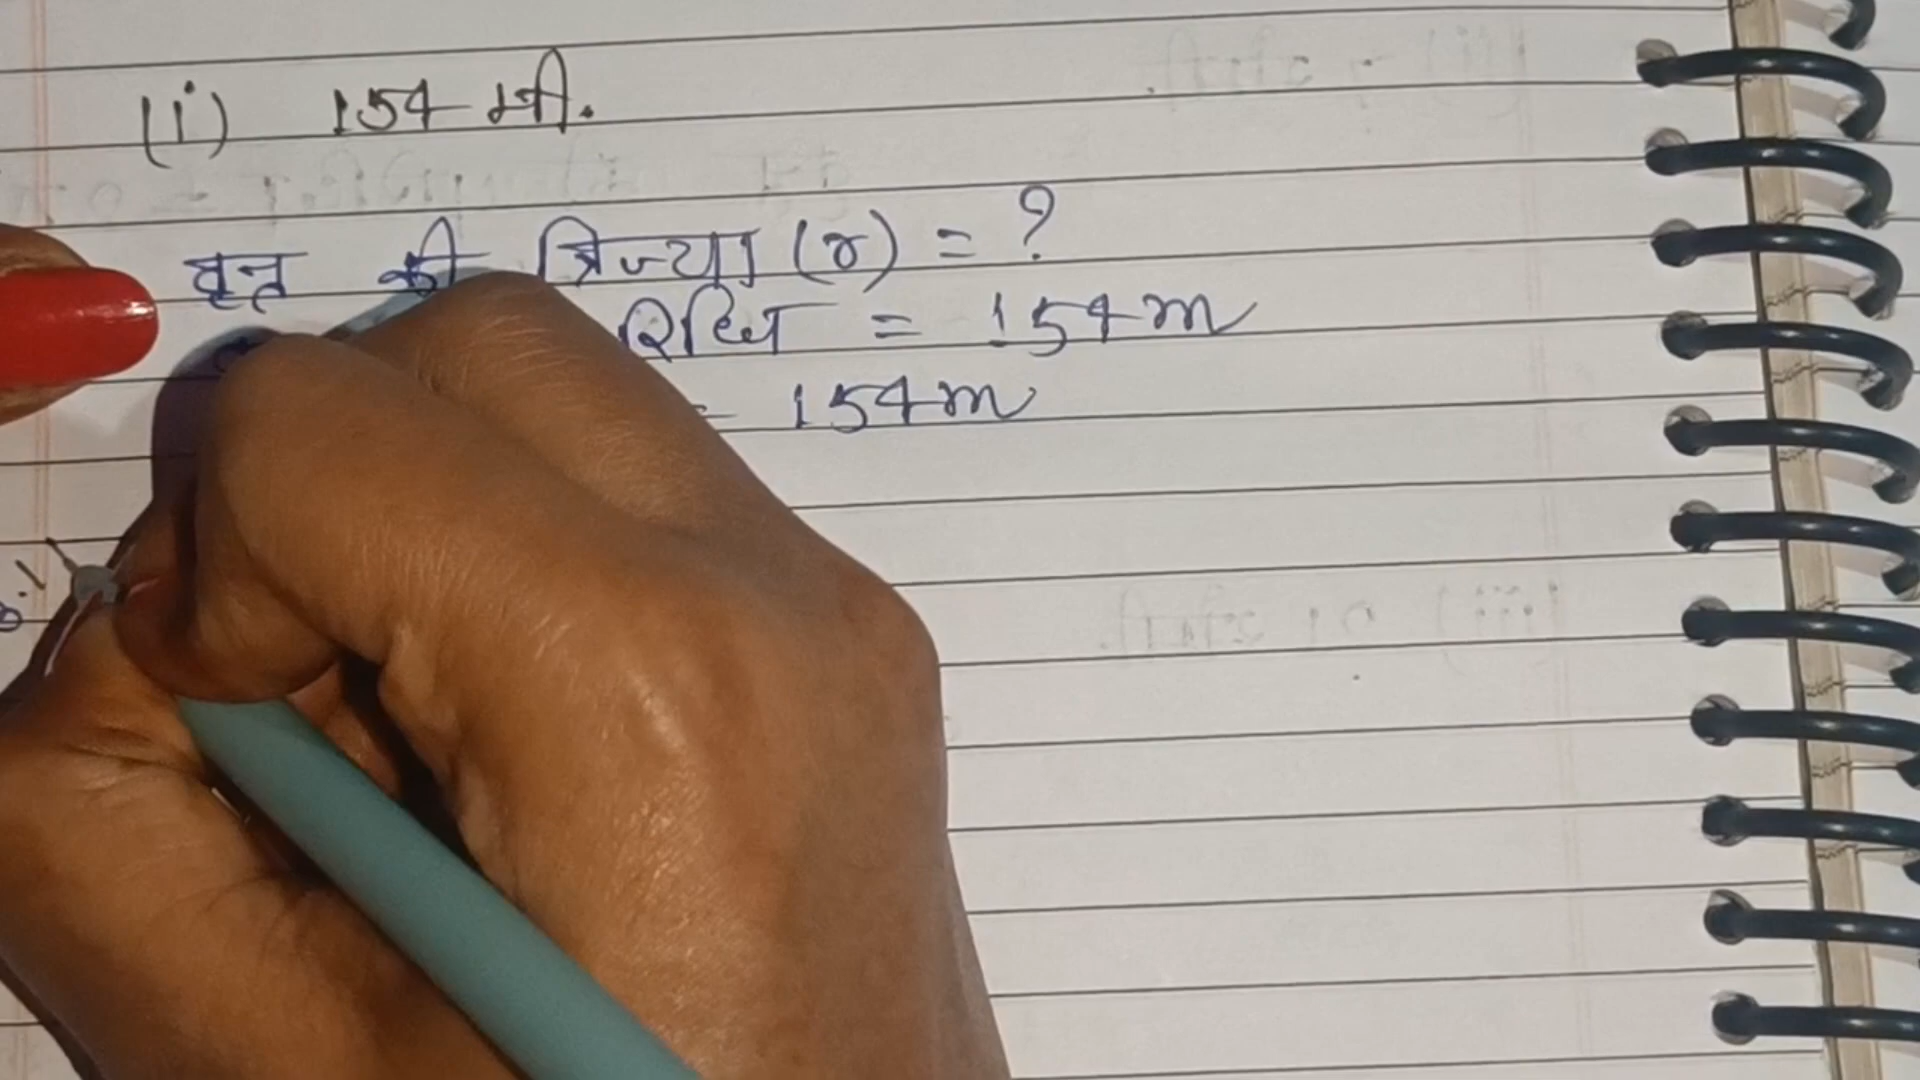 (i) 154 मी.
वृत्त की त्रिज्या (r) = ?
रिधि = 154 m
= 154 m